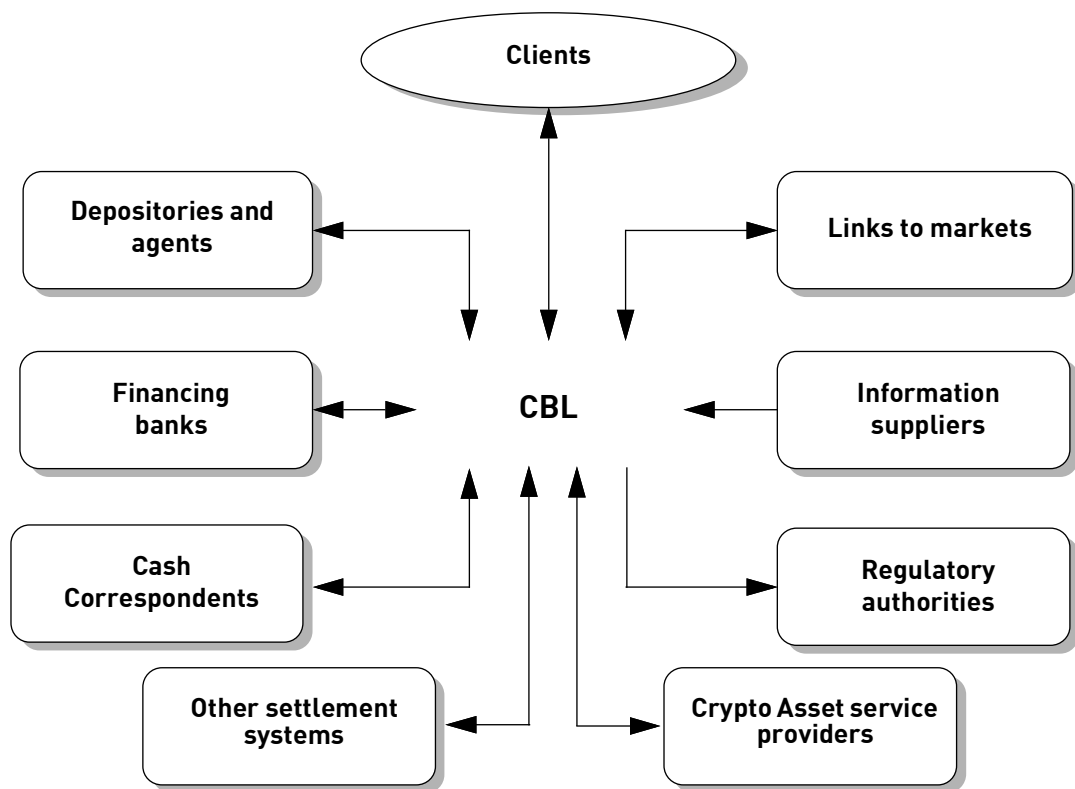 Clients
Depositories and
agents
Links to markets
Financing
banks
CBL
Information
suppliers
Cash
Correspondents
Regulatory
authorities
Other settlement
systems
Crypto Asset service
providers